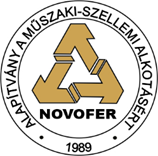 ALAPÍTVÁNY A MŰSZAKI-SZELLEMI ALKOTÁSÉRT
NOVOFER
• 1989 •